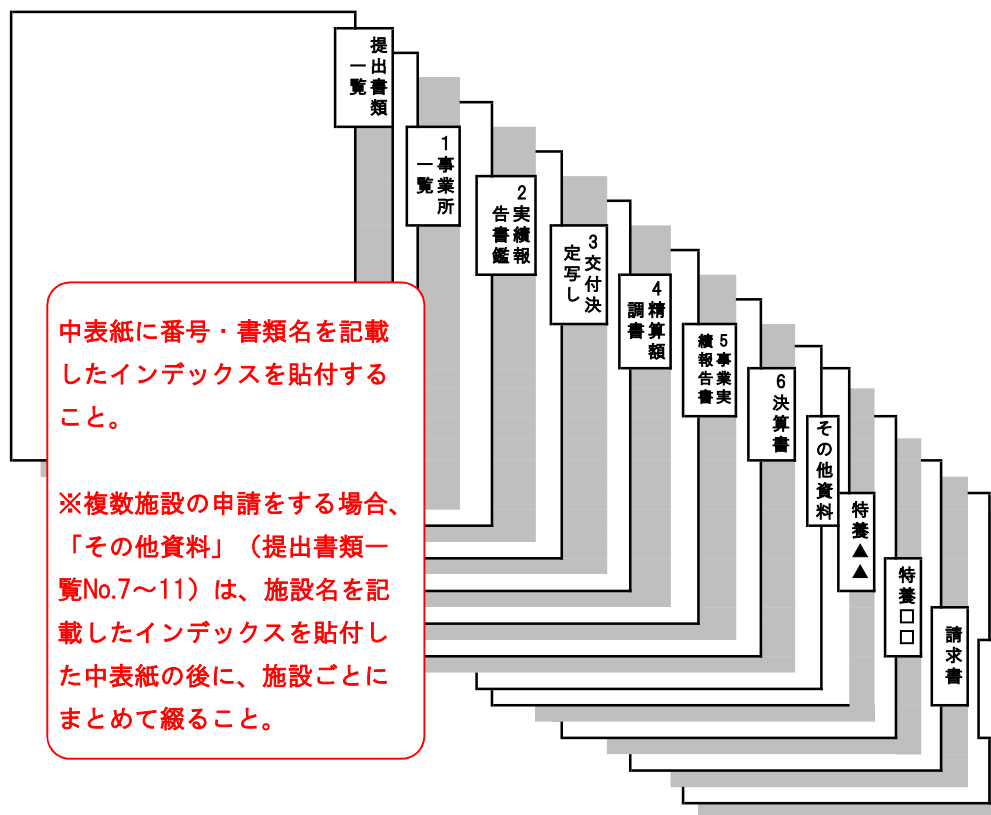 提出書類
一覧
1事業所
一覧
2実績報
告書鑑
3交付決
定写し
4精算額
調書
5事業実
績報告書
6決算書
その他資料
特養▲▲
特養□□
請求書
中表紙に番号・書類名を記載
したインデックスを貼付する
こと。
※複数施設の申請をする場合、
「その他資料」（提出書類一
覧No.7～11）は、施設名を記
載したインデックスを貼付し
た中表紙の後に、施設ごとに
まとめて綴ること。